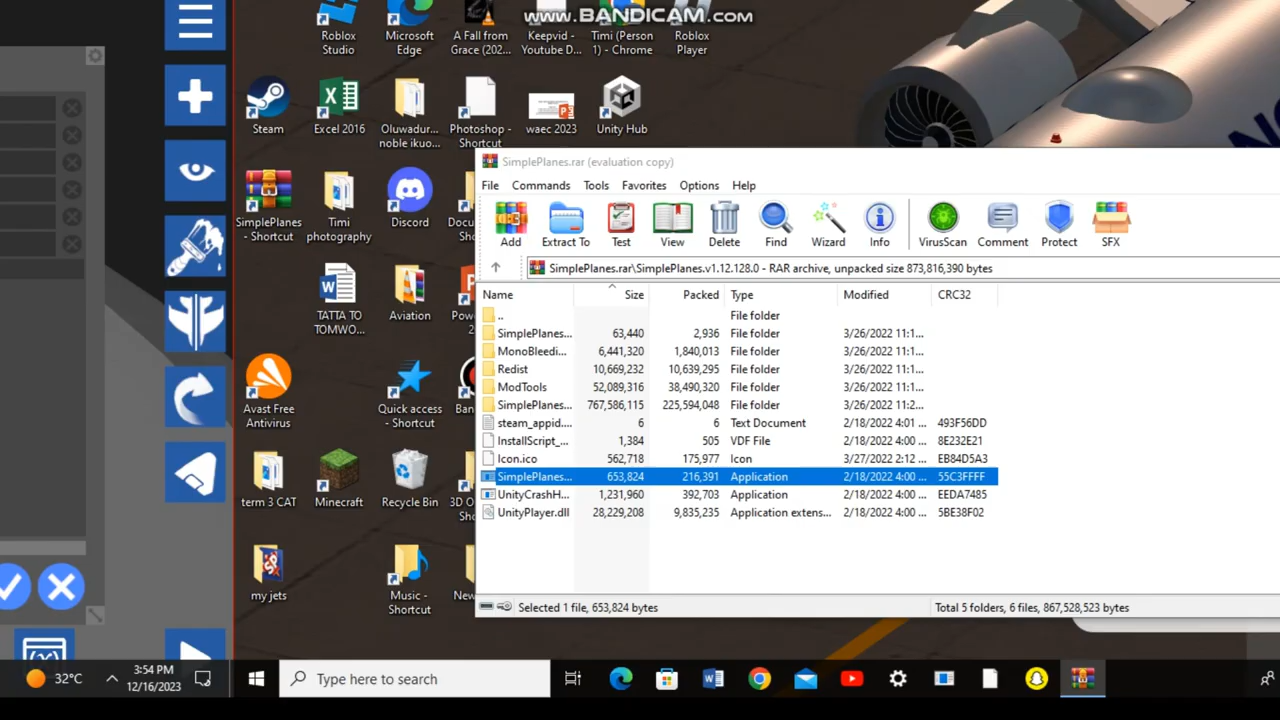 www.BANDICAM.com
Roblox Studio
Microsoft Edge
A Fall from Grace (202...
Keepvid - Youtube D...
Timi (Person 1) - Chrome
Roblox Player
Steam
Excel 2016
Oluwadur... noble ikuo...
Photoshop - Shortcut
waec 2023
Unity Hub
SimplePlanes - Shortcut
Timi photography
Discord
TATTA TO TOMWO...
Aviation
Avast Free Antivirus
Quick access - Shortcut
term 3 CAT
Minecraft
Recycle Bin
my jets
Music - Shortcut
SimplePlanes.rar (evaluation copy)
File Commands Tools Favorites Options Help
Add Extract To Test View Delete Find Wizard Info VirusScan Comment Protect SFX
SimplePlanes.rar\SimplePlanes.v1.12.128.0 - RAR archive, unpacked size 873,816,390 bytes
Name Size Packed Type Modified CRC32
.. File folder
SimplePlanes... 63,440 2,936 File folder 3/26/2022 11:1...
MonoBleedi... 6,441,320 1,840,013 File folder 3/26/2022 11:1...
Redist 10,669,232 10,639,295 File folder 3/26/2022 11:1...
ModTools 52,089,316 38,490,320 File folder 3/26/2022 11:1...
SimplePlanes... 767,586,115 225,594,048 File folder 3/26/2022 11:2...
steam_appid.... 6 6 Text Document 2/18/2022 4:01 ... 493F56DD
InstallScript_... 1,384 505 VDF File 2/18/2022 4:00 ... 8E232E21
Icon.ico 562,718 175,977 Icon 3/27/2022 2:12 ... EB84D5A3
SimplePlanes... 653,824 216,391 Application 2/18/2022 4:00 ... 55C3FFFF
UnityCrashH... 1,231,960 392,703 Application 2/18/2022 4:00 ... EEDA7485
UnityPlayer.dll 28,229,208 9,835,235 Application extens... 2/18/2022 4:00 ... 5BE38F02
Selected 1 file, 653,824 bytes
Total 5 folders, 6 files, 867,528,523 bytes
32°C
3:54 PM
12/16/2023
Type here to search